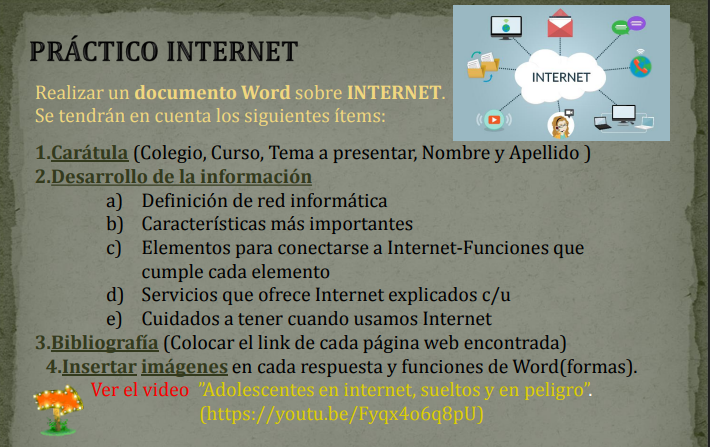 PRÁCTICO INTERNET
INTERNET
Realizar un documento Word sobre INTERNET.
Se tendrán en cuenta los siguientes ítems:
1.Carátula (Colegio, Curso, Tema a presentar, Nombre y Apellido )
2.Desarrollo de la información
a) Definición de red informática
b) Características más importantes
c) Elementos para conectarse a Internet-Funciones que
cumple cada elemento
d) Servicios que ofrece Internet explicados c/u
e) Cuidados a tener cuando usamos Internet
3.Bibliografía (Colocar el link de cada página web encontrada)
4.Insertar imágenes en cada respuesta y funciones de Word(formas).
Ver el video ”Adolescentes en internet, sueltos y en peligro”.
(https://youtu.be/Fyqx4o6q8pU)